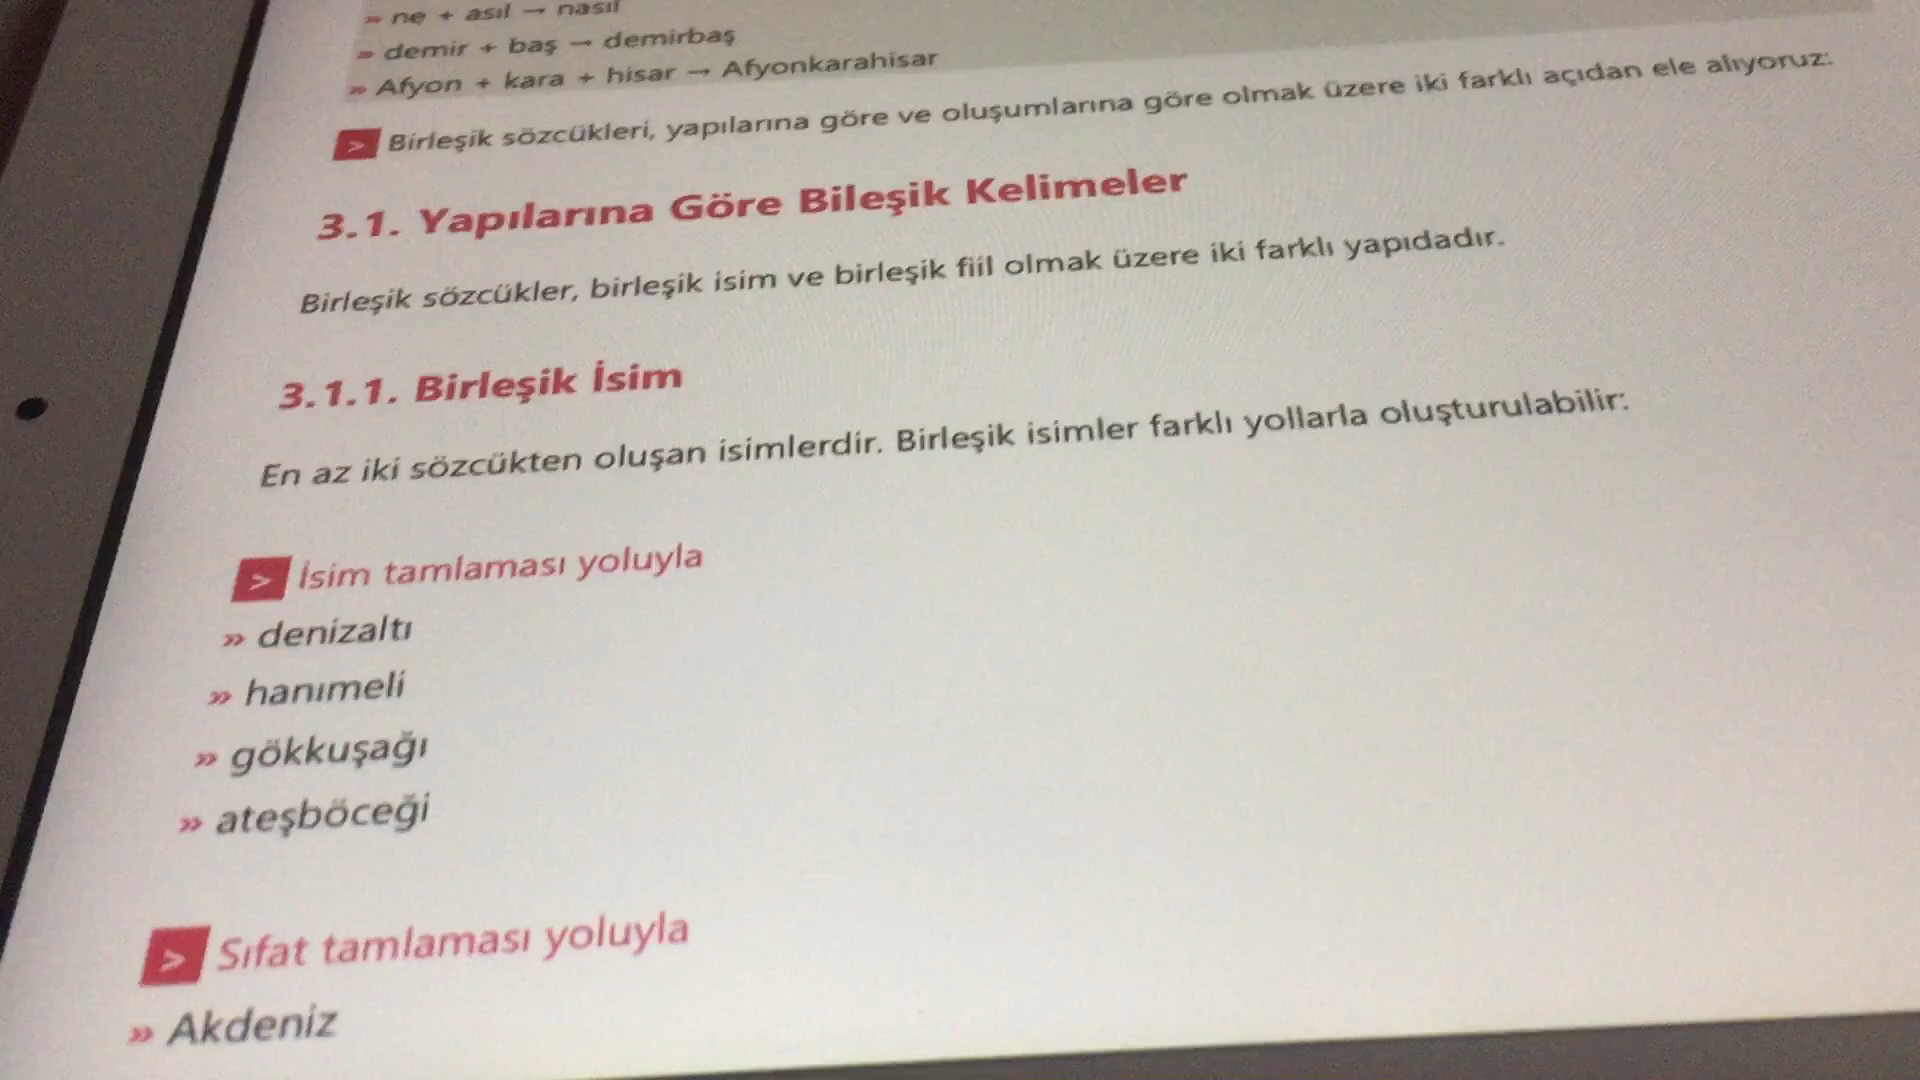 » ne + asıl → nasıl
» demir + baş → demirbaş
» Afyon + kara + hisar → Afyonkarahisar
> Birleşik sözcükleri, yapılarına göre ve oluşumlarına göre olmak üzere iki farklı açıdan ele alıyoruz:
3.1. Yapılarına Göre Bileşik Kelimeler
Birleşik sözcükler, birleşik isim ve birleşik fiil olmak üzere iki farklı yapıdadır.
3.1.1. Birleşik İsim
En az iki sözcükten oluşan isimlerdir. Birleşik isimler farklı yollarla oluşturulabilir:
> İsim tamlaması yoluyla
» denizaltı
» hanımeli
» gökkuşağı
» ateşböceği
> Sıfat tamlaması yoluyla
» Akdeniz